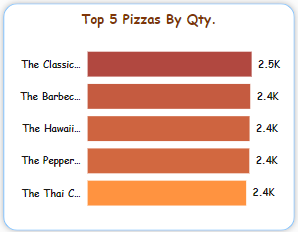 Top 5 Pizzas By Qty.
The Classic... 2.5K
The Barbec... 2.4K
The Hawaii... 2.4K
The Pepper... 2.4K
The Thai C... 2.4K